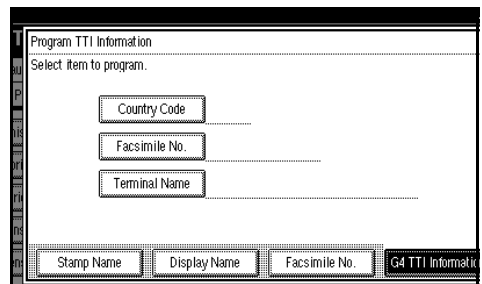 Program TTI Information
Select item to program.
Country Code
Facsimile No.
Terminal Name
Stamp Name Display Name Facsimile No. G4 TTI Informatio